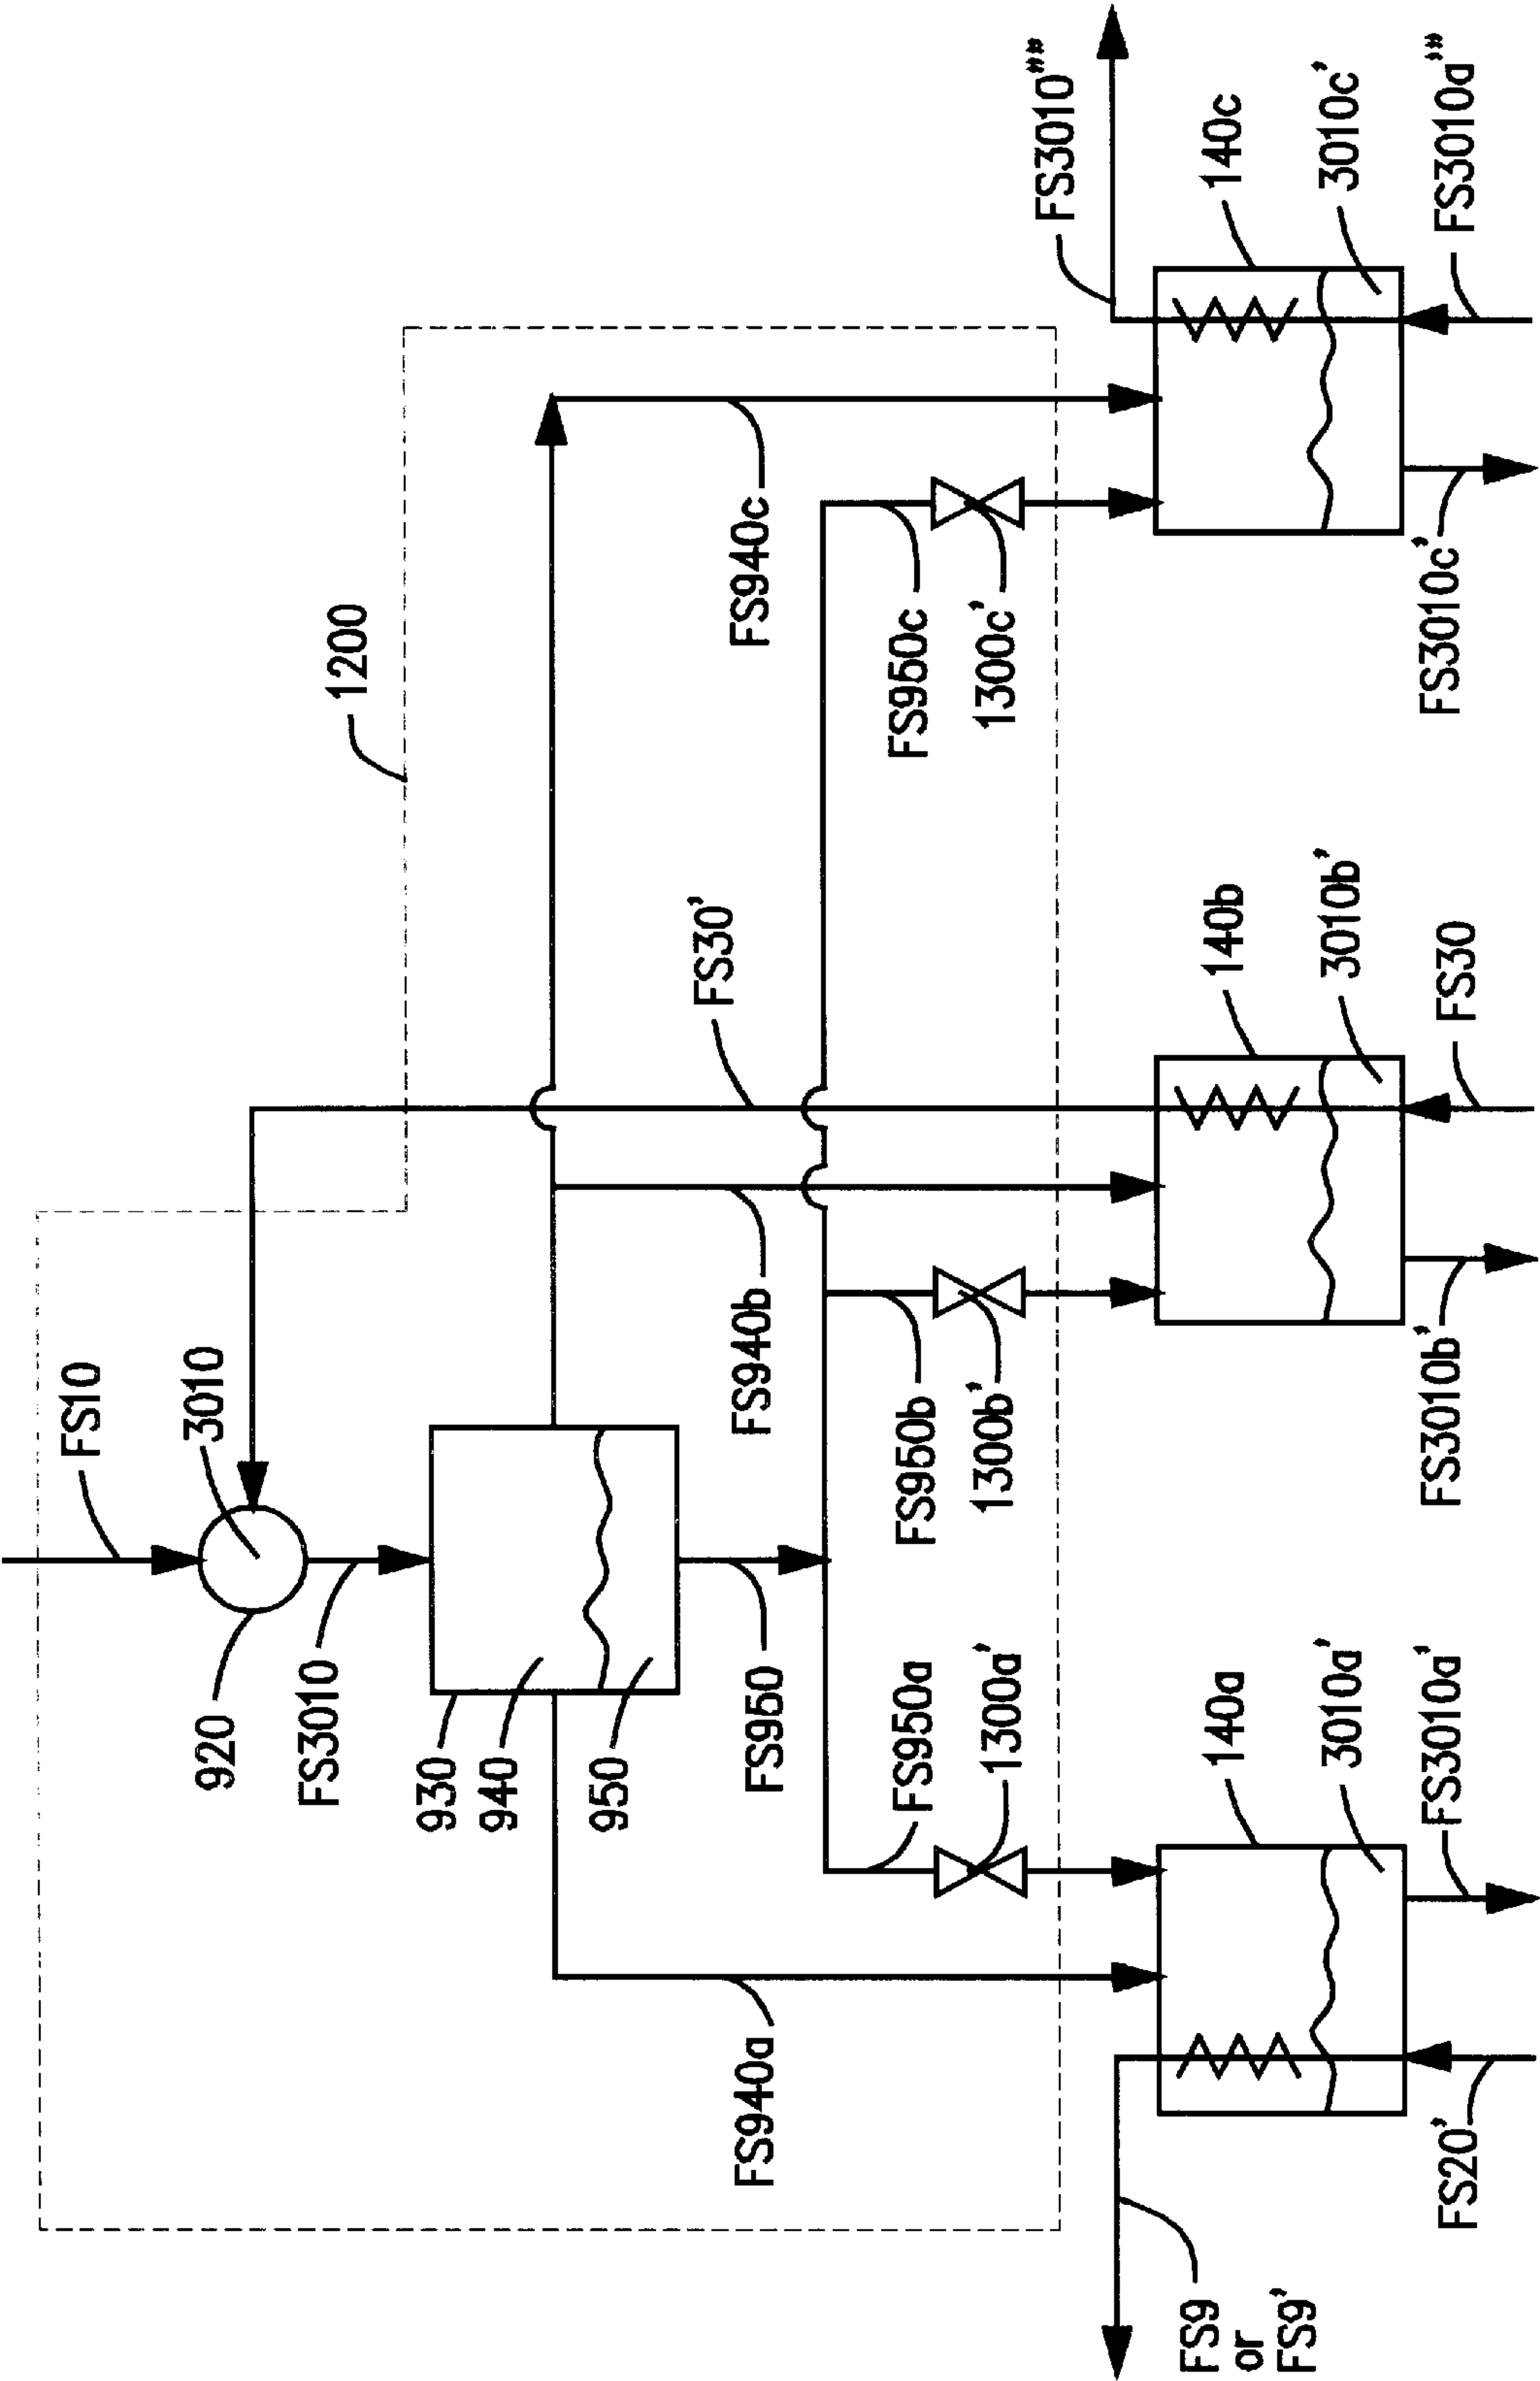 FS10
3010
920
FS3010
930
940
950
FS950
FS940a
FS950a
1300a'
FS940b
FS950b
1300b'
FS30'
1200
FS940c
FS950c
1300c'
FS9
or
FS9'
FS20'
140a
3010a'
FS3010a'
140b
3010b'
FS3010b'
FS30
FS3010""
140c
3010c'
FS3010c'
FS3010a'"